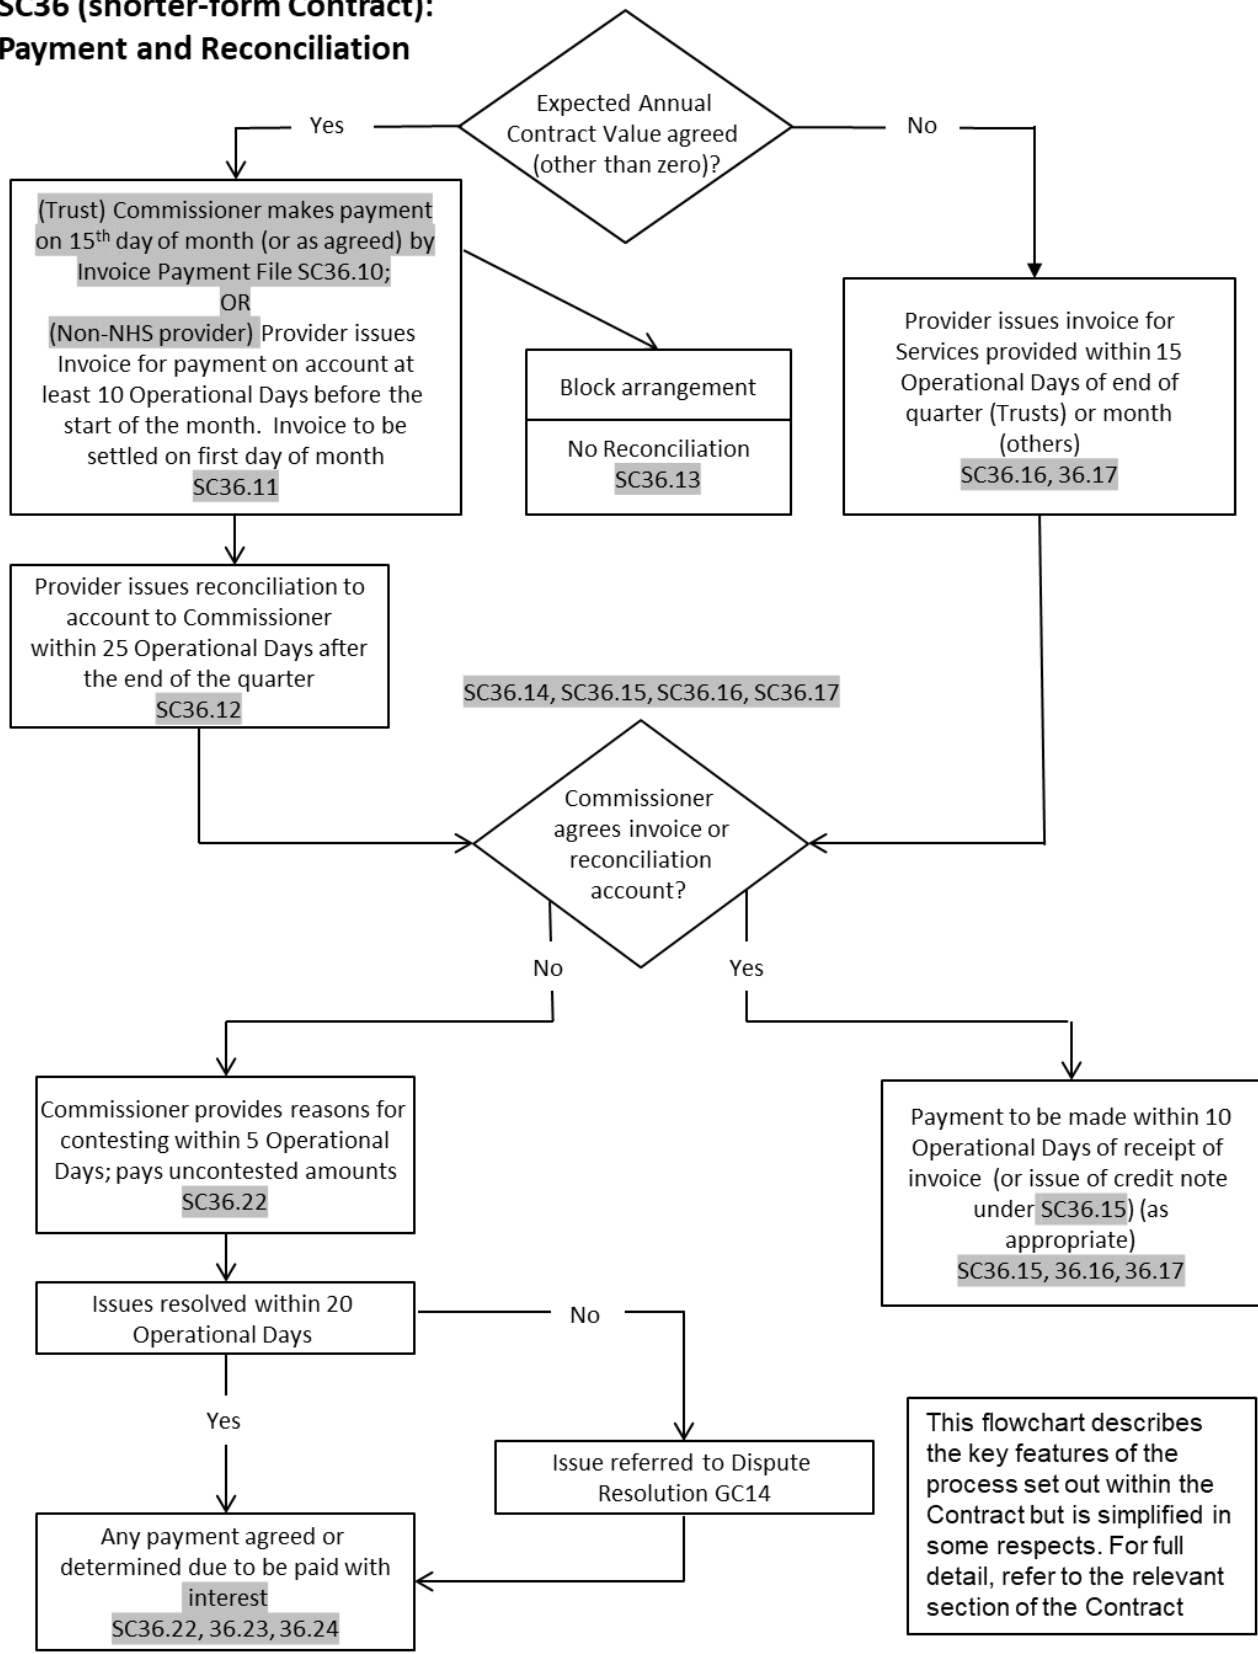 SC36 (shorter-form Contract):
Payment and Reconciliation
Expected Annual
Contract Value agreed
(other than zero)?
Yes
No
(Trust) Commissioner makes payment
on 15th day of month (or as agreed) by
Invoice Payment File SC36.10;
OR
(Non-NHS provider) Provider issues
Invoice for payment on account at
least 10 Operational Days before the
start of the month. Invoice to be
settled on first day of month
SC36.11
Block arrangement
No Reconciliation
SC36.13
Provider issues invoice for
Services provided within 15
Operational Days of end of
quarter (Trusts) or month
(others)
SC36.16, 36.17
Provider issues reconciliation to
account to Commissioner
within 25 Operational Days after
the end of the quarter
SC36.12
SC36.14, SC36.15, SC36.16, SC36.17
Commissioner
agrees invoice or
reconciliation
account?
No
Yes
Commissioner provides reasons for
contesting within 5 Operational
Days; pays uncontested amounts
SC36.22
Payment to be made within 10
Operational Days of receipt of
invoice (or issue of credit note
under SC36.15) (as
appropriate)
SC36.15, 36.16, 36.17
Issues resolved within 20
Operational Days
No
Yes
Issue referred to Dispute
Resolution GC14
Any payment agreed or
determined due to be paid with
interest
SC36.22, 36.23, 36.24
This flowchart describes
the key features of the
process set out within the
Contract but is simplified in
some respects. For full
detail, refer to the relevant
section of the Contract